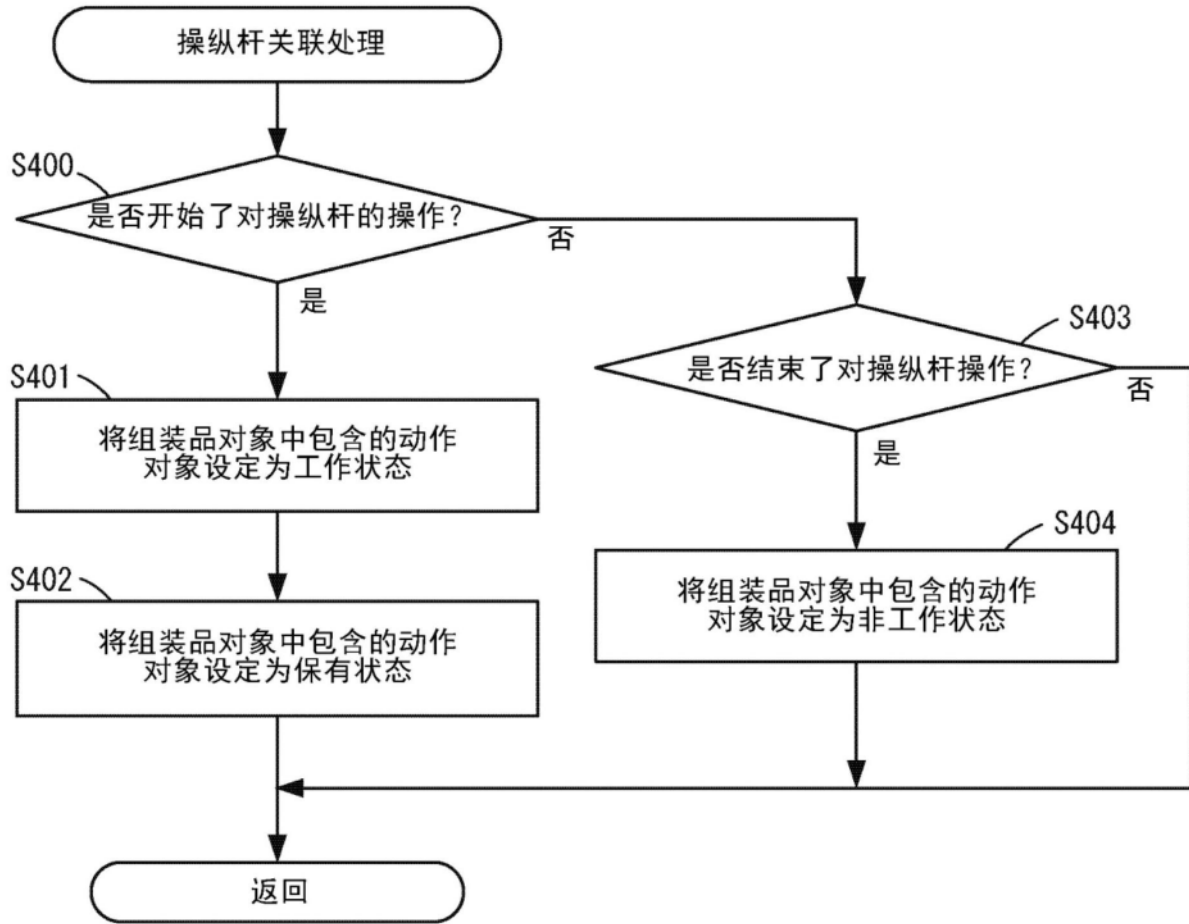 操纵杆关联处理
S400
是否开始了对操纵杆的操作？
否
是
S403
是否结束了对操纵杆操作？
否
是
S401
将组装品对象中包含的动作
对象设定为工作状态
S404
将组装品对象中包含的动作
对象设定为非工作状态
S402
将组装品对象中包含的动作
对象设定为保有状态
返回